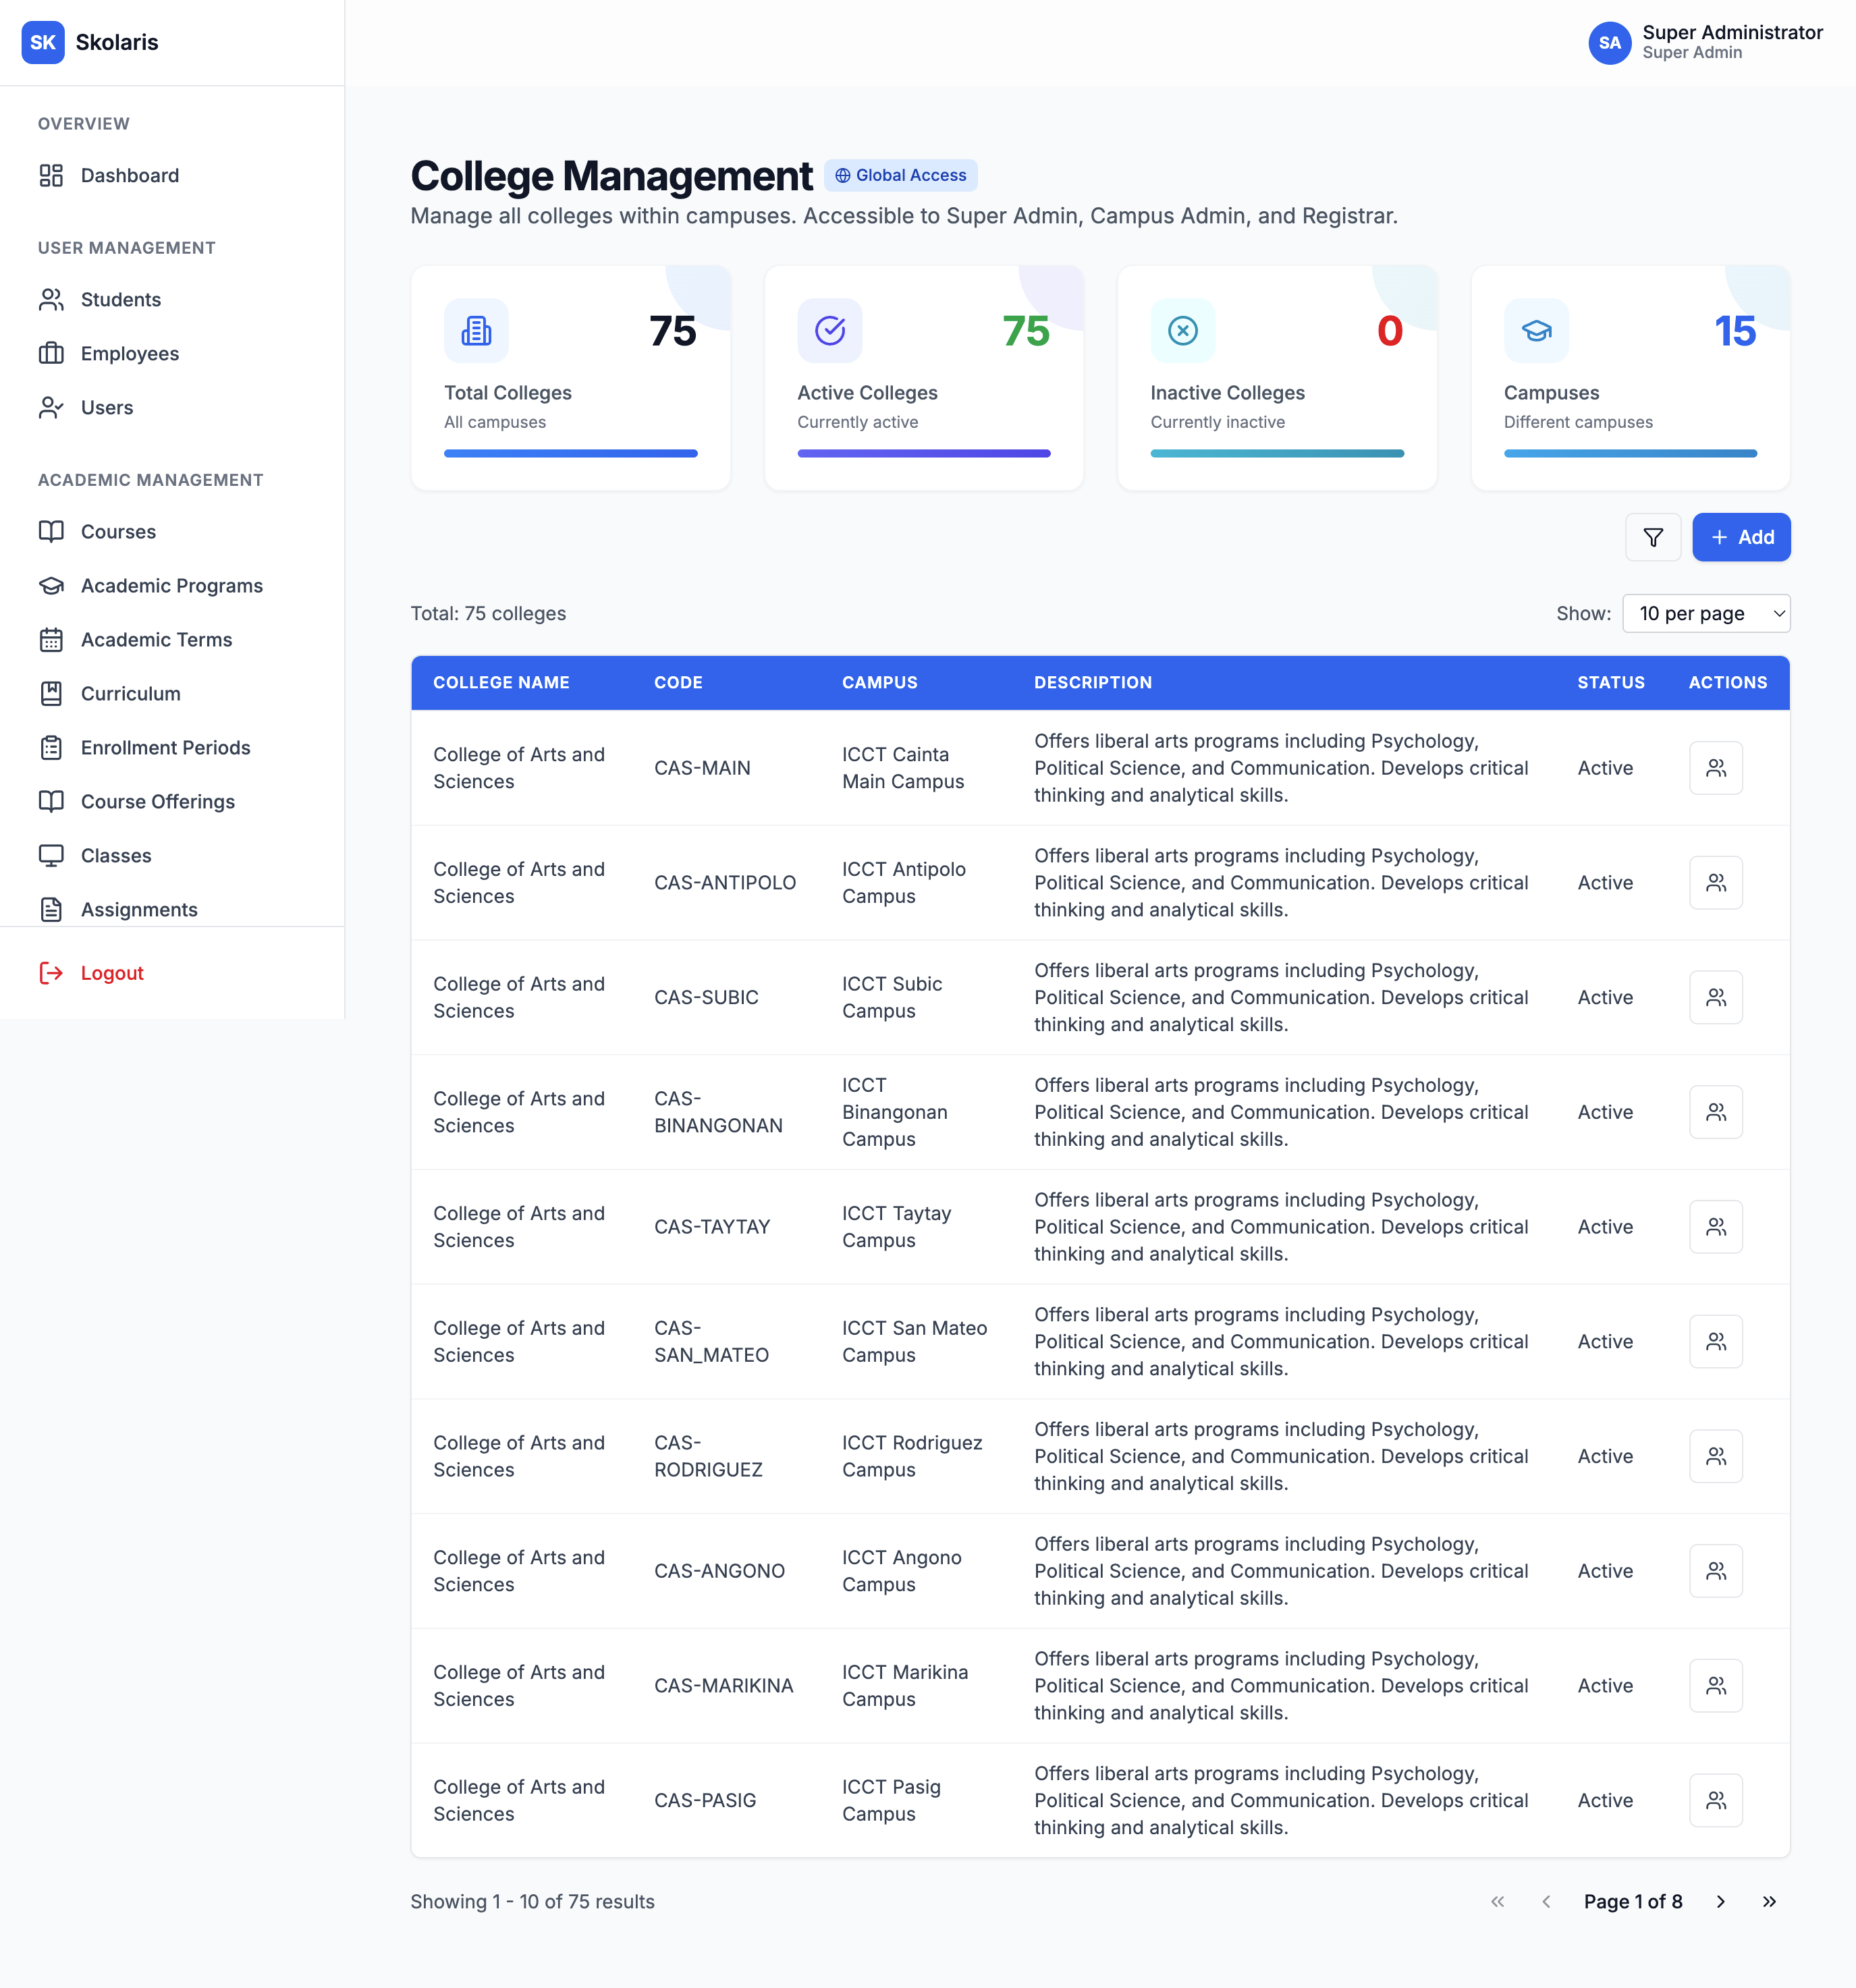 SK Skolaris
SA Super Administrator
Super Admin
OVERVIEW
Dashboard
USER MANAGEMENT
Students
Employees
Users
ACADEMIC MANAGEMENT
Courses
Academic Programs
Academic Terms
Curriculum
Enrollment Periods
Course Offerings
Classes
Assignments
Logout
College Management Global Access
Manage all colleges within campuses. Accessible to Super Admin, Campus Admin, and Registrar.
75
Total Colleges
All campuses
75
Active Colleges
Currently active
0
Inactive Colleges
Currently inactive
15
Campuses
Different campuses
Add
Total: 75 colleges
Show: 10 per page
COLLEGE NAME CODE CAMPUS DESCRIPTION STATUS ACTIONS
College of Arts and
Sciences
CAS-MAIN
ICCT Cainta
Main Campus
Offers liberal arts programs including Psychology,
Political Science, and Communication. Develops critical
thinking and analytical skills.
Active
College of Arts and
Sciences
CAS-ANTIPOLO
ICCT Antipolo
Campus
Offers liberal arts programs including Psychology,
Political Science, and Communication. Develops critical
thinking and analytical skills.
Active
College of Arts and
Sciences
CAS-SUBIC
ICCT Subic
Campus
Offers liberal arts programs including Psychology,
Political Science, and Communication. Develops critical
thinking and analytical skills.
Active
College of Arts and
Sciences
CAS-
BINANGONAN
ICCT
Binangonan
Campus
Offers liberal arts programs including Psychology,
Political Science, and Communication. Develops critical
thinking and analytical skills.
Active
College of Arts and
Sciences
CAS-TAYTAY
ICCT Taytay
Campus
Offers liberal arts programs including Psychology,
Political Science, and Communication. Develops critical
thinking and analytical skills.
Active
College of Arts and
Sciences
CAS-
SAN_MATEO
ICCT San Mateo
Campus
Offers liberal arts programs including Psychology,
Political Science, and Communication. Develops critical
thinking and analytical skills.
Active
College of Arts and
Sciences
CAS-
RODRIGUEZ
ICCT Rodriguez
Campus
Offers liberal arts programs including Psychology,
Political Science, and Communication. Develops critical
thinking and analytical skills.
Active
College of Arts and
Sciences
CAS-ANGONO
ICCT Angono
Campus
Offers liberal arts programs including Psychology,
Political Science, and Communication. Develops critical
thinking and analytical skills.
Active
College of Arts and
Sciences
CAS-MARIKINA
ICCT Marikina
Campus
Offers liberal arts programs including Psychology,
Political Science, and Communication. Develops critical
thinking and analytical skills.
Active
College of Arts and
Sciences
CAS-PASIG
ICCT Pasig
Campus
Offers liberal arts programs including Psychology,
Political Science, and Communication. Develops critical
thinking and analytical skills.
Active
Showing 1 - 10 of 75 results
Page 1 of 8